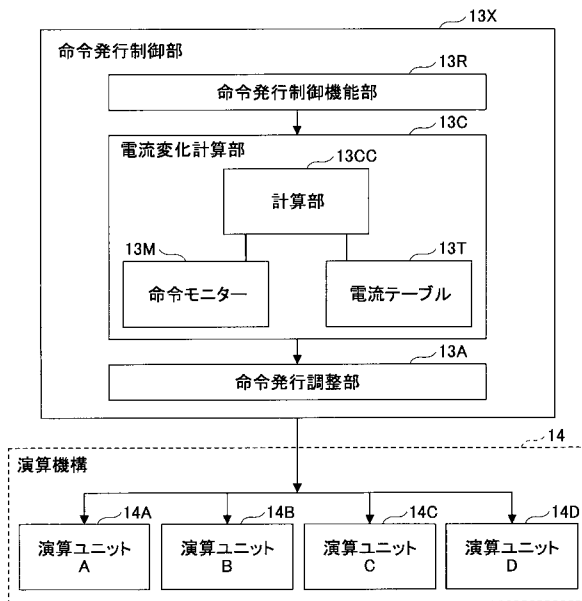 13X
命令発行制御部
13R
命令発行制御機能部
13C
電流変化計算部
13CC
計算部
13M
命令モニター
13T
電流テーブル
13A
命令発行調整部
14
演算機構
14A
演算ユニット
A
14B
演算ユニット
B
14C
演算ユニット
C
14D
演算ユニット
D